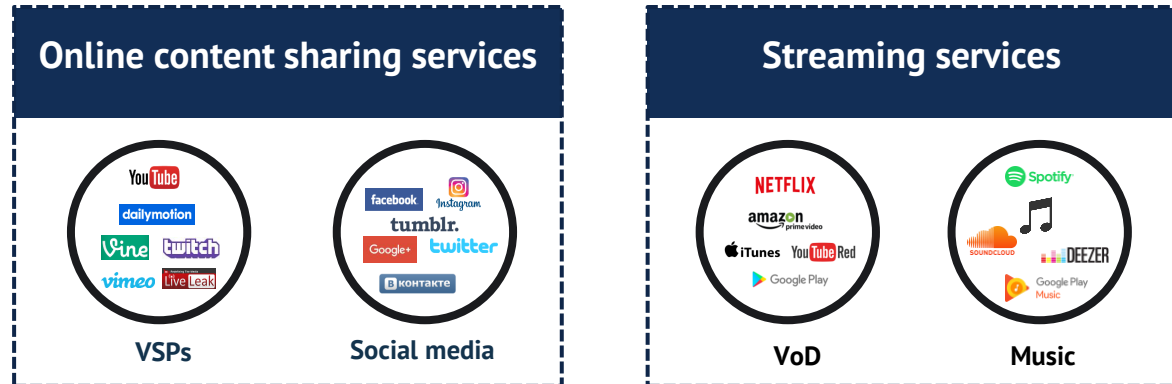 Online content sharing services
YouTube
dailymotion
Vine twitch
vimeo LiveLeak
VSPs
facebook Instagram
tumblr.
Google+ twitter
В контакте
Social media
Streaming services
NETFLIX
amazon
prime video
iTunes YouTube Red
Google Play
VoD
Spotify
SOUNDCLOUD DEEZER
Google Play
Music
Music